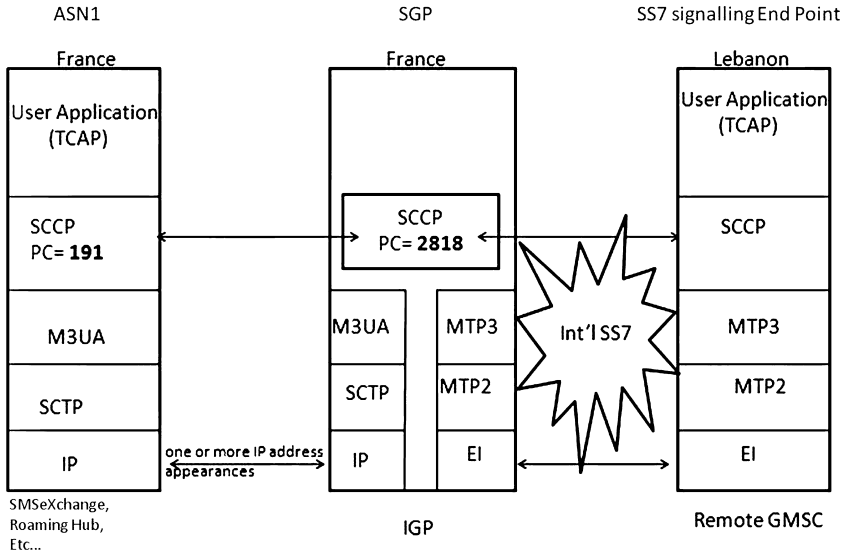 ASN1
SGP
SS7 signalling End Point
France
France
Lebanon
User Application
(TCAP)
User Application
(TCAP)
SCCP
PC= 191
SCCP
PC= 2818
SCCP
M3UA
M3UA
MTP3
Int'l SS7
MTP3
SCTP
SCTP
MTP2
MTP2
IP
one or more IP address
appearances
IP
EI
EI
SMSeXchange,
Roaming Hub,
Etc...
IGP
Remote GMSC